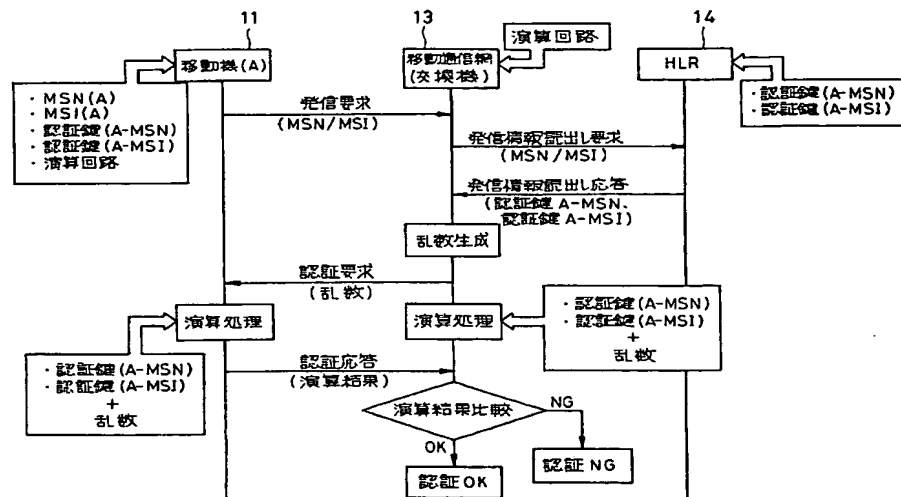 11
13
14
演算回路
移動機(A)
移動通信網
(交換機)
HLR
・MSN(A)
・MSI(A)
・認証鍵(A-MSN)
・認証鍵(A-MSI)
・演算回路
・認証鍵(A-MSN)
・認証鍵(A-MSI)
発信要求
(MSN/MSI)
発信情報読出し要求
(MSN/MSI)
発信情報読出し応答
(認証鍵A-MSN、
認証鍵A-MSI)
乱数生成
認証要求
(乱数)
演算処理
演算処理
・認証鍵(A-MSN)
・認証鍵(A-MSI)
+
乱数
・認証鍵(A-MSN)
・認証鍵(A-MSI)
+
乱数
認証応答
(演算結果)
演算結果比較
NG
OK
認証OK
認証NG